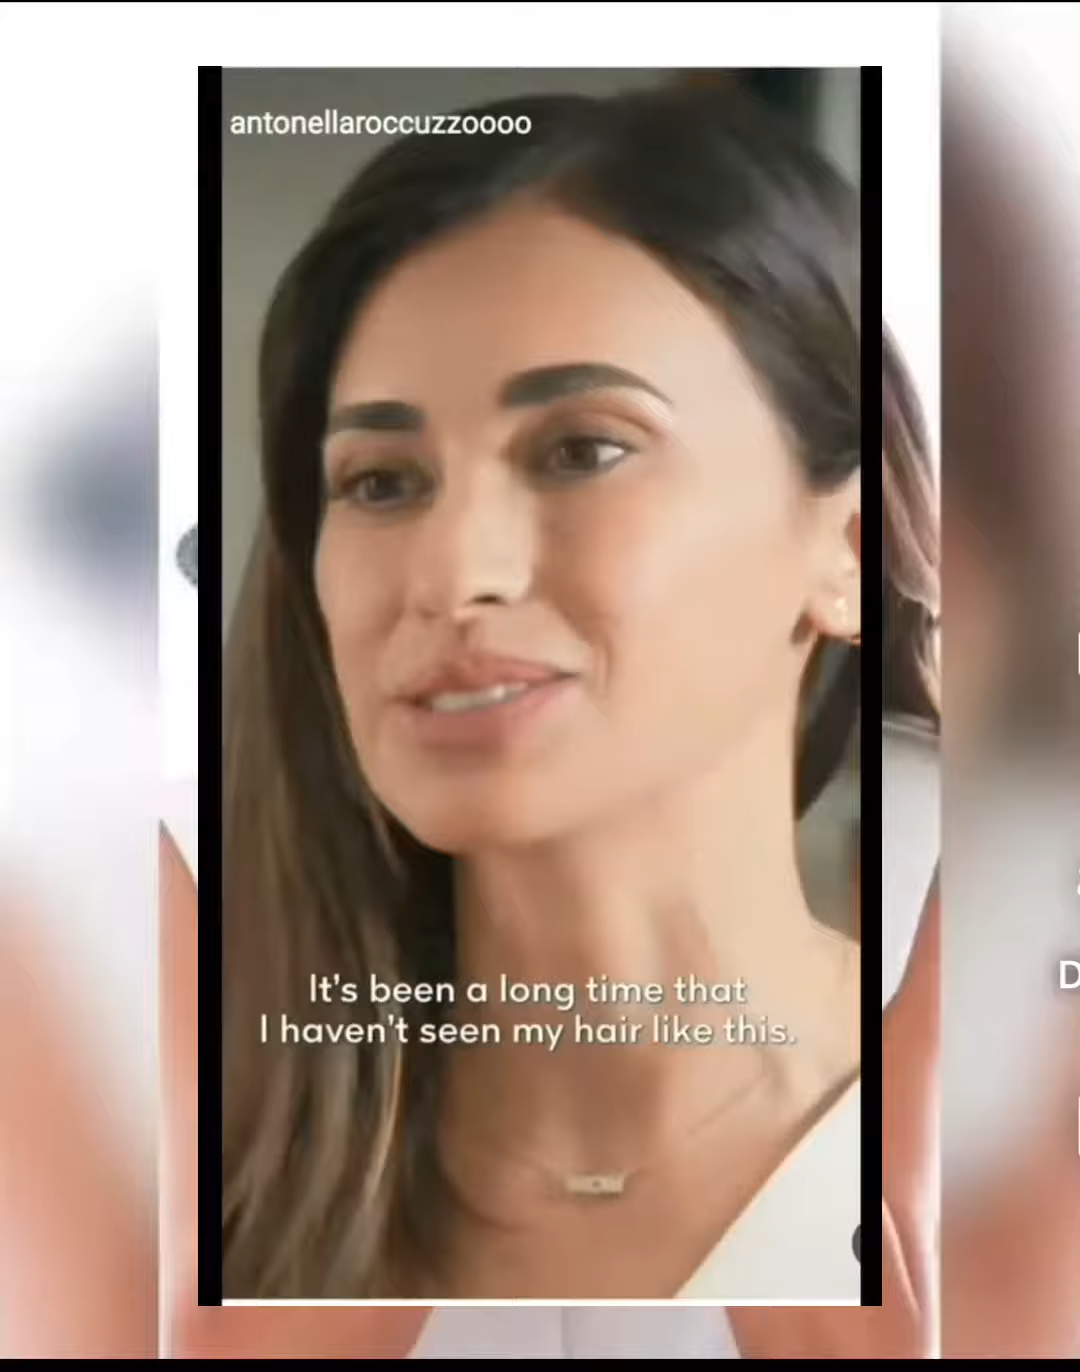 antonellaroccuzzoooo
It's been a long time that
I haven't seen my hair like this.
D